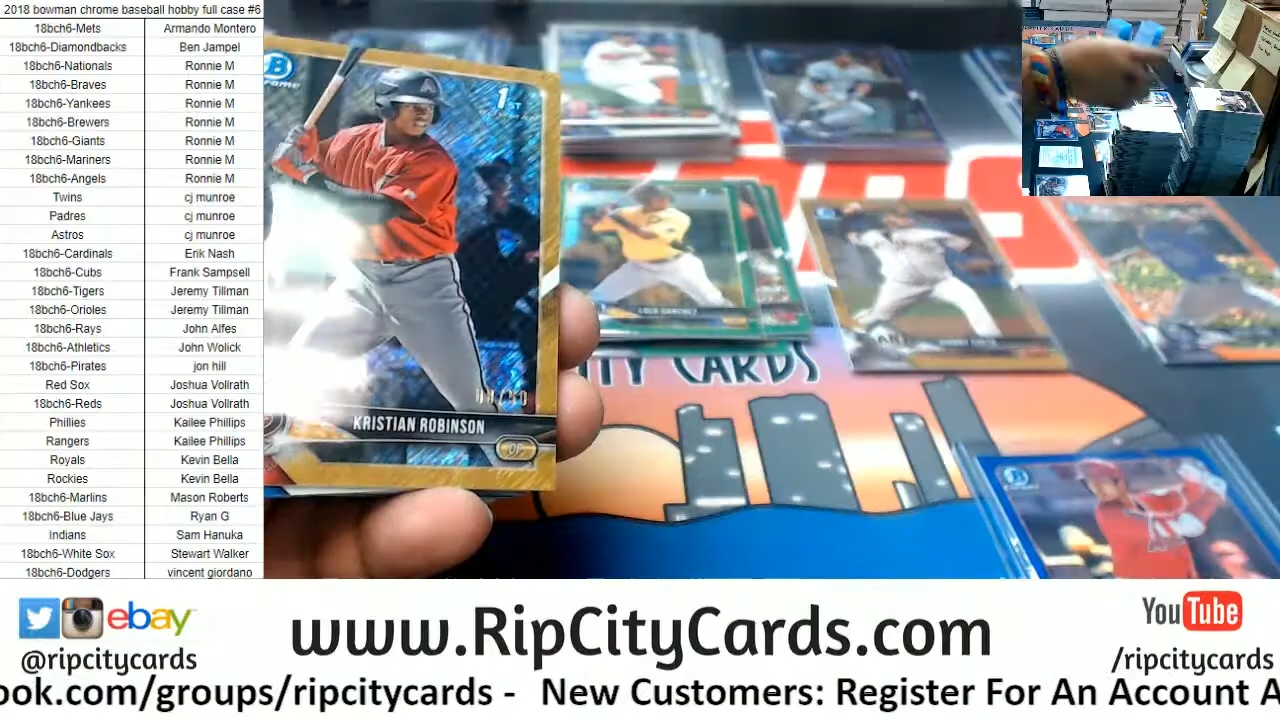 2018 bowman chrome baseball hobby full case #6
18bch6-Mets Armando Montero
18bch6-Diamondbacks Ben Jampel
18bch6-Nationals Ronnie M
18bch6-Braves Ronnie M
18bch6-Yankees Ronnie M
18bch6-Brewers Ronnie M
18bch6-Giants Ronnie M
18bch6-Mariners Ronnie M
18bch6-Angels Ronnie M
Twins cj munroe
Padres cj munroe
Astros cj munroe
18bch6-Cardinals Erik Nash
18bch6-Cubs Frank Sampsell
18bch6-Tigers Jeremy Tillman
18bch6-Orioles Jeremy Tillman
18bch6-Rays John Alfes
18bch6-Athletics John Wolick
18bch6-Pirates jon hill
Red Sox Joshua Vollrath
18bch6-Reds Joshua Vollrath
Phillies Kailee Phillips
Rangers Kailee Phillips
Royals Kevin Bella
Rockies Kevin Bella
18bch6-Marlins Mason Roberts
18bch6-Blue Jays Ryan G
Indians Sam Hanuka
18bch6-White Sox Stewart Walker
18bch6-Dodgers vincent giordano
B
1ST
KRISTIAN ROBINSON
OF
LOLO SANCHEZ
ITY CARDS
ebay
@ripcitycards
www.RipCityCards.com
YouTube
/ripcitycards
ook.com/groups/ripcitycards - New Customers: Register For An Account A